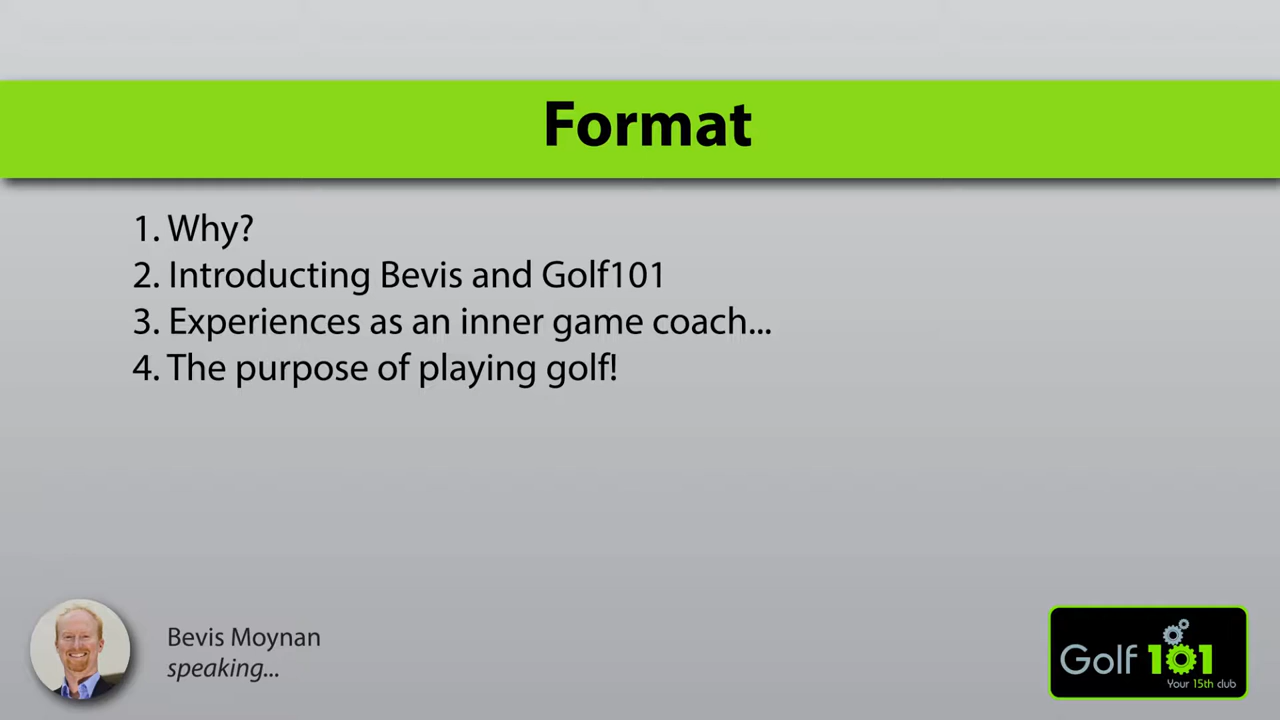 Format
1. Why?
2. Introducting Bevis and Golf101
3. Experiences as an inner game coach...
4. The purpose of playing golf!
Bevis Moynan
speaking...
Golf 101
Your 15th club